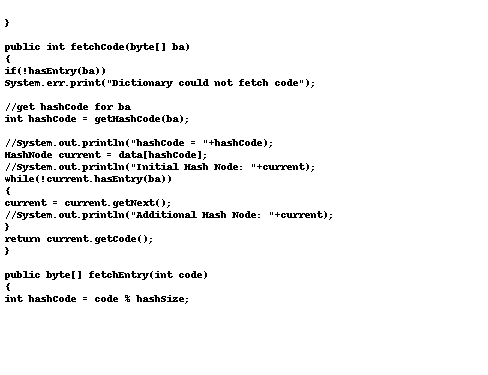 }
public int fetchCode(byte[] ba)
{
if(!hasEntry(ba))
System.err.print("Dictionary could not fetch code");
//get hashCode for ba
int hashCode = getHashCode(ba);
//System.out.println("hashCode = "+hashCode);
HashNode current = data[hashCode];
//System.out.println("Initial Hash Node: "+current);
while(!current.hasEntry(ba))
{
current = current.getNext();
//System.out.println("Additional Hash Node: "+current);
}
return current.getCode();
}
public byte[] fetchEntry(int code)
{
int hashCode = code % hashSize;